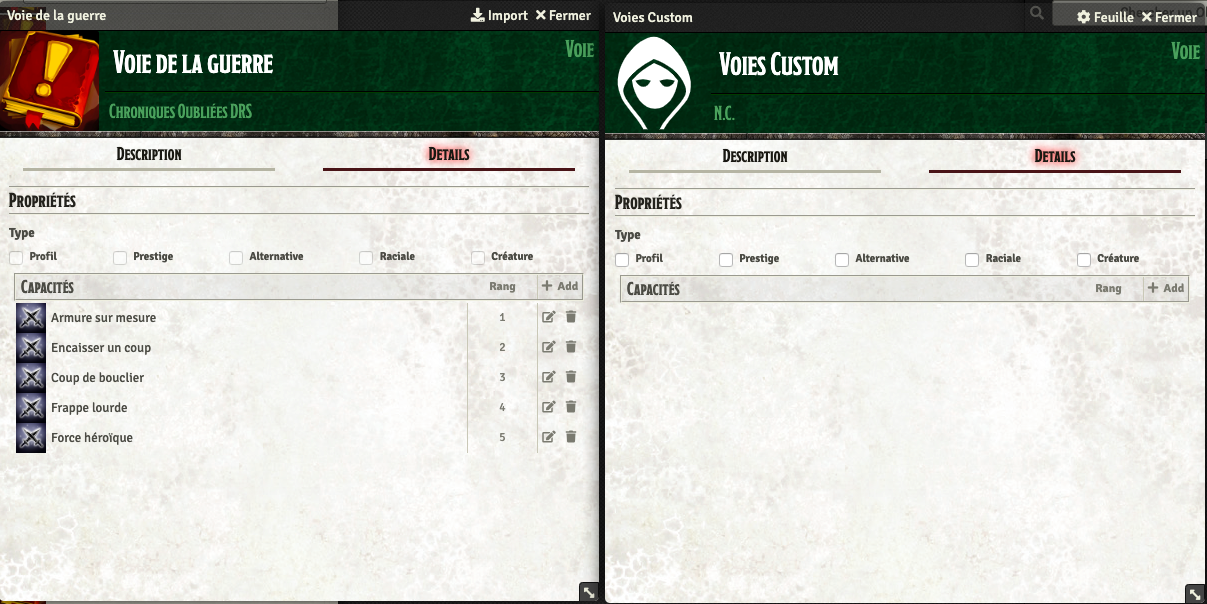 Voie de la guerre
Import Fermer
Voie de la guerre
Voie
Chroniques Oubliées DRS
Description
Details
Propriétés
Type
Profil Prestige Alternative Raciale Créature
Capacités Rang + Add
Armure sur mesure 1
Encaisser un coup 2
Coup de bouclier 3
Frappe lourde 4
Force héroïque 5
Voies Custom
Feuille Fermer
Voies Custom
Voie
N.C.
Description
Details
Propriétés
Type
Profil Prestige Alternative Raciale Créature
Capacités Rang + Add